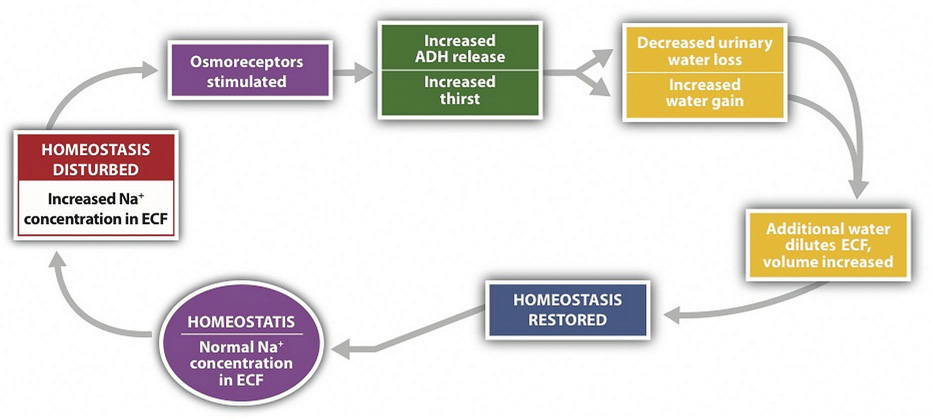 Osmoreceptors
stimulated
Increased
ADH release
Increased
thirst
Decreased urinary
water loss
Increased
water gain
HOMEOSTASIS
DISTURBED
Increased Na⁺
concentration in ECF
Additional water
dilutes ECF,
volume increased
HOMEOSTASIS
RESTORED
HOMEOSTATIS
Normal Na⁺
concentration
in ECF